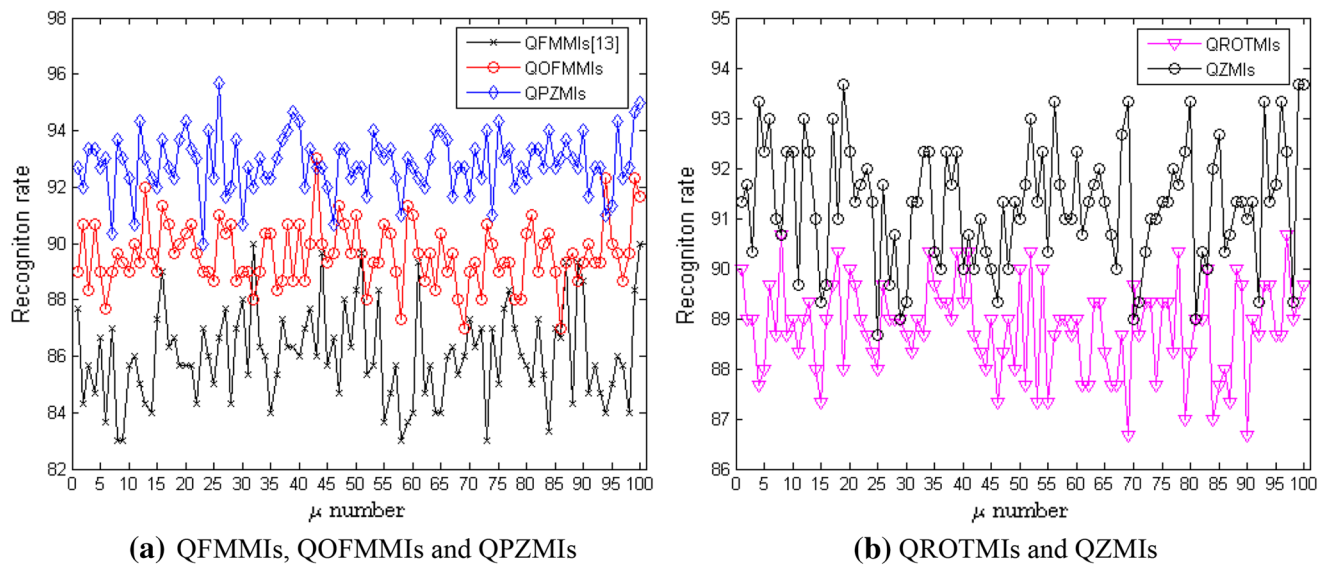 98
96
94
92
90
88
86
84
82
Recogniton rate
QFMMIs[13]
QOFMMIs
QPZMIs
0 5 10 15 20 25 30 35 40 45 50 55 60 65 70 75 80 85 90 95 100
μ number
(a) QFMMIs, QOFMMIs and QPZMIs
95
94
93
92
91
90
89
88
87
86
Recogniton rate
QROTMIs
QZMIs
0 5 10 15 20 25 30 35 40 45 50 55 60 65 70 75 80 85 90 95 100
μ number
(b) QROTMIs and QZMIs